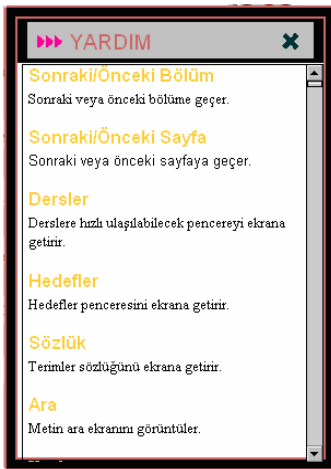 YARDIM
Sonraki/Önceki Bölüm
Sonraki veya önceki bölüme geçer.
Sonraki/Önceki Sayfa
Sonraki veya önceki sayfaya geçer.
Dersler
Derslere hızlı ulaşılabilecek pencereyi ekrana
getirir.
Hedefler
Hedefler penceresini ekrana getirir.
Sözlük
Terimler sözlüğünü ekrana getirir.
Ara
Metin ara ekranını görüntüler.